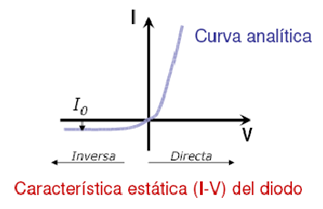 I
Curva analítica
I0
V
Inversa
Directa
Característica estática (I-V) del diodo